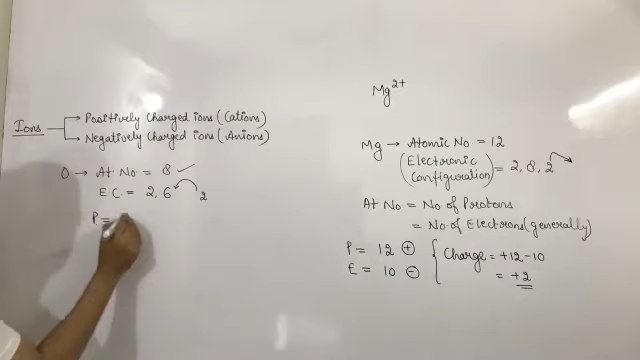 Ions
Positively Charged ions (Cations)
Negatively Charged ions (Anions)
O → At No = 8 ✓
EC = 2, 6
2
P =
Mg²⁺
Mg → Atomic No = 12
(Electronic Configuration) = 2, 8, 2
At No = No of Protons
= No of Electrons (generally)
P = 12 ⊕
E = 10 ⊖
Charge = +12 - 10
= +2